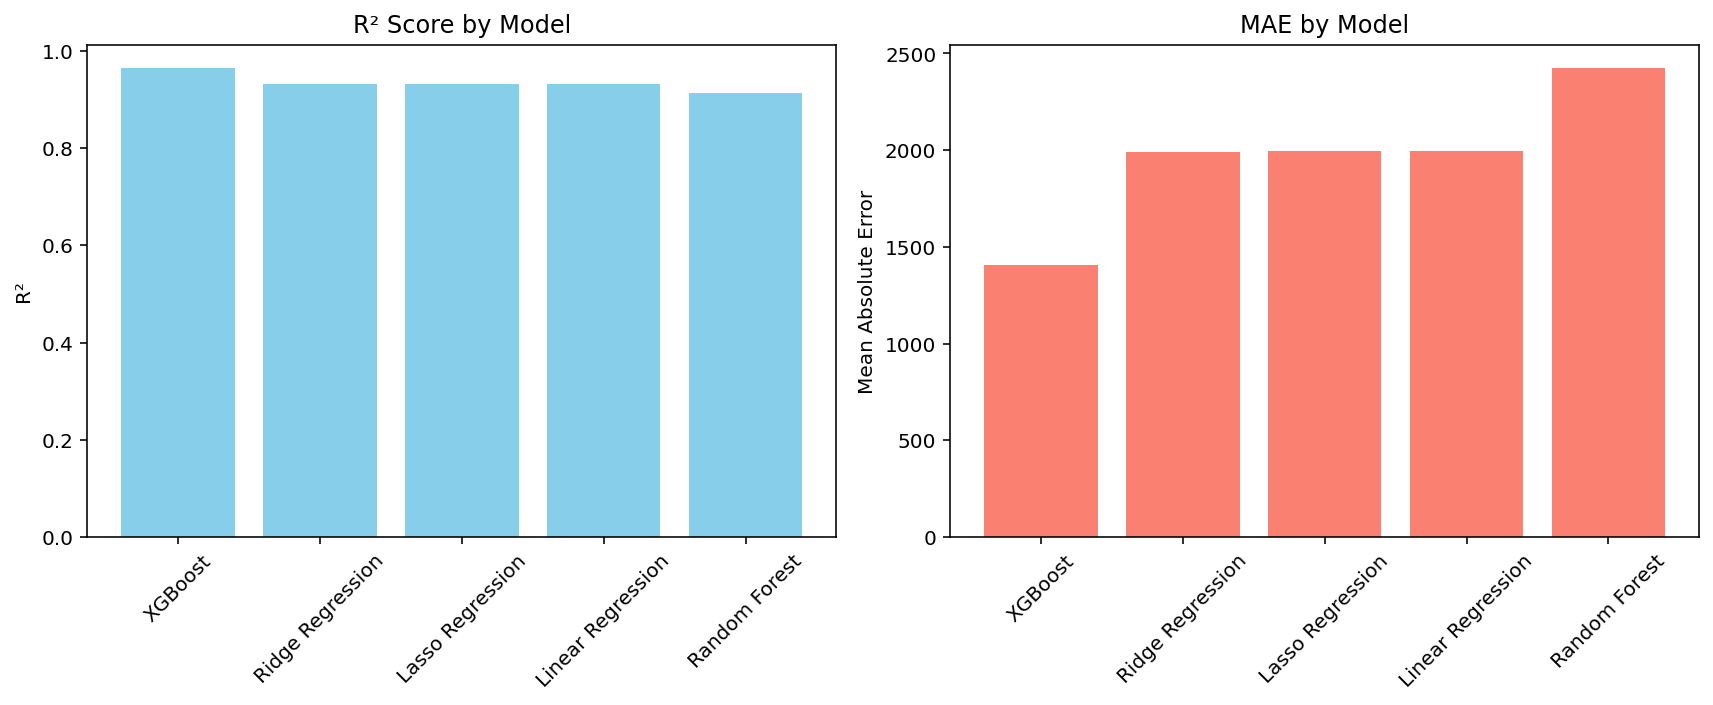 R² Score by Model
1.0
0.8
0.6
0.4
0.2
0.0
R²
XGBoost
Ridge Regression
Lasso Regression
Linear Regression
Random Forest
MAE by Model
2500
2000
1500
1000
500
0
Mean Absolute Error
XGBoost
Ridge Regression
Lasso Regression
Linear Regression
Random Forest